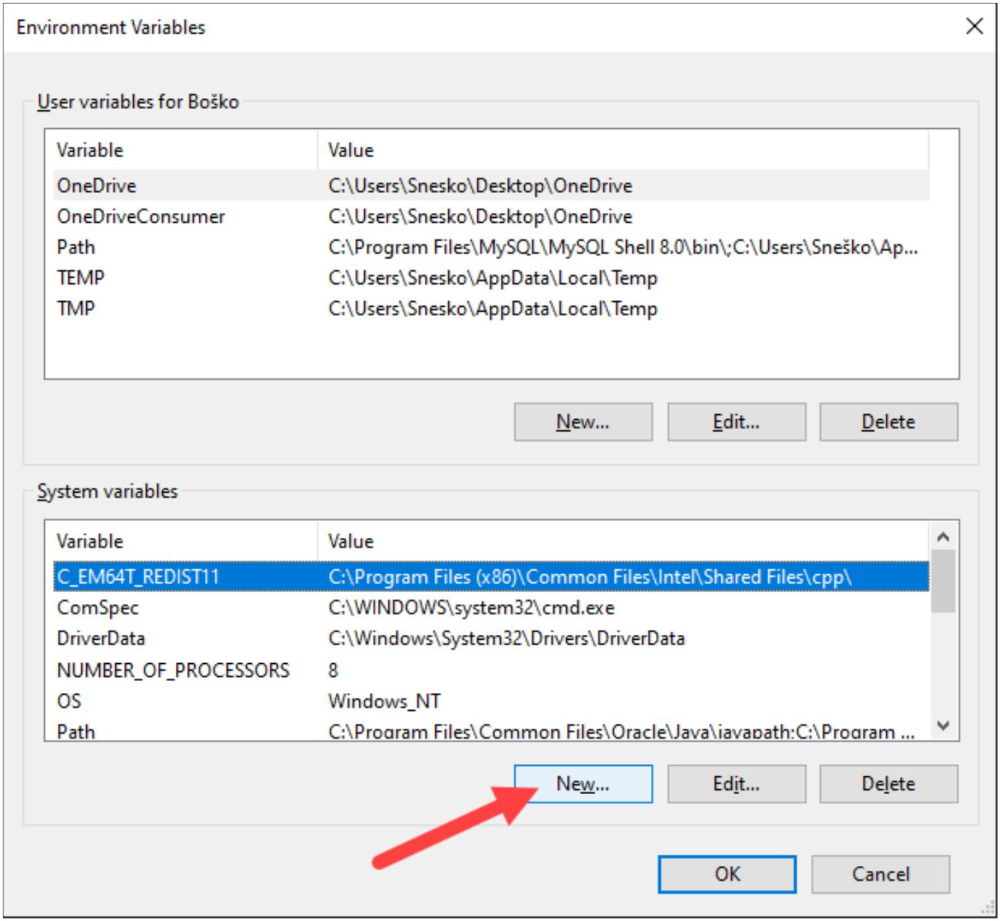 Environment Variables
User variables for Boško
Variable Value
OneDrive C:\Users\Snesko\Desktop\OneDrive
OneDriveConsumer C:\Users\Snesko\Desktop\OneDrive
Path C:\Program Files\MySQL\MySQL Shell 8.0\bin\;C:\Users\Sneško\Ap...
TEMP C:\Users\Snesko\AppData\Local\Temp
TMP C:\Users\Snesko\AppData\Local\Temp
New... Edit... Delete
System variables
Variable Value
C_EM64T_REDIST11 C:\Program Files (x86)\Common Files\Intel\Shared Files\cpp\
ComSpec C:\WINDOWS\system32\cmd.exe
DriverData C:\Windows\System32\Drivers\DriverData
NUMBER_OF_PROCESSORS 8
OS Windows_NT
Path C:\Program Files\Common Files\Oracle\Java\javapath;C:\Program ...
New... Edit... Delete
OK Cancel